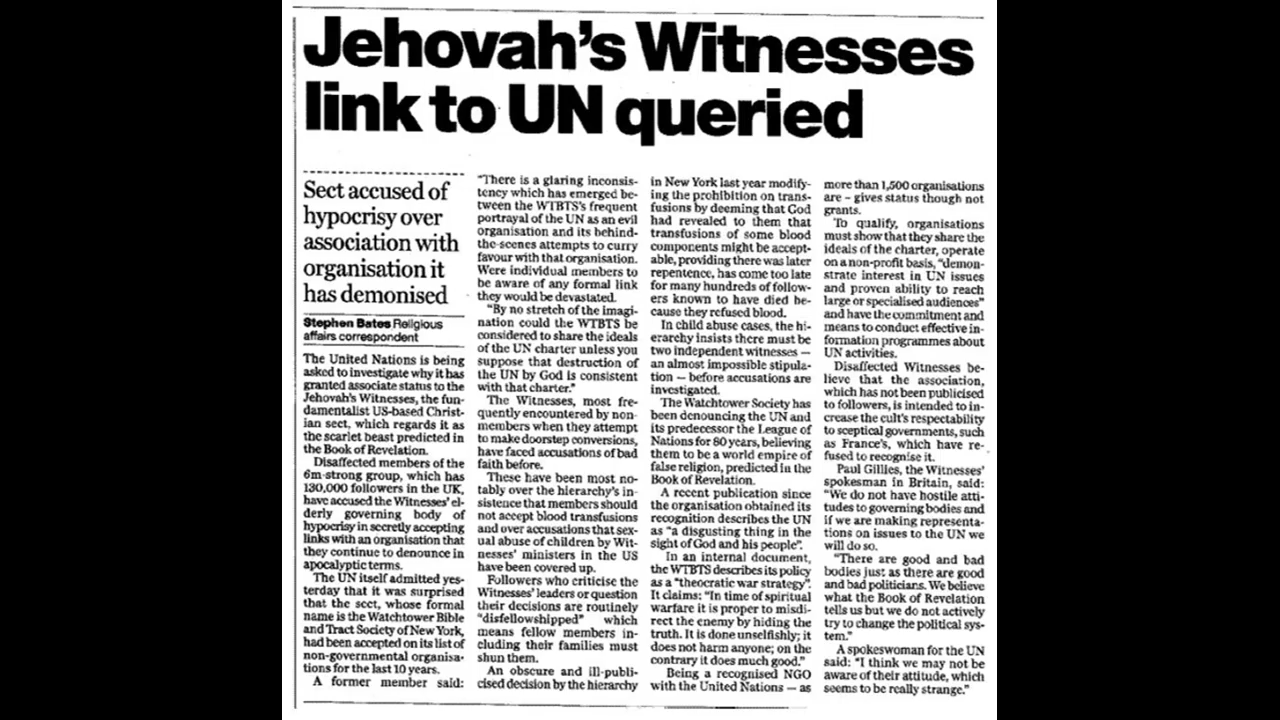 Jehovah's Witnesses
link to UN queried
Sect accused of
hypocrisy over
association with
organisation it
has demonised
Stephen Bates Religious
affairs correspondent
The United Nations is being
asked to investigate why it has
granted associate status to the
Jehovah's Witnesses, the fun-
damentalist US-based Christ-
ian sect, which regards it as
the scarlet beast predicted in
the Book of Revelation.
Disaffected members of the
6m-strong group, which has
130,000 followers in the UK,
have accused the Witnesses' el-
derly governing body of
hypocrisy in secretly accepting
links with an organisation that
they continue to denounce in
apocalyptic terms.
The UN itself admitted yes-
terday that it was surprised
that the sect, whose formal
name is the Watchtower Bible
and Tract Society of New York,
had been accepted on its list of
non-governmental organisa-
tions for the last 10 years.
A former member said:
"There is a glaring inconsis-
tency which has emerged be-
tween the WTBTS's frequent
portrayal of the UN as an evil
organisation and its behind-
the-scenes attempts to curry
favour with that organisation.
Were individual members to
be aware of any formal link
they would be devastated.
"By no stretch of the imagi-
nation could the WTBTS be
considered to share the ideals
of the UN charter unless you
suppose that destruction of
the UN by God is consistent
with that charter."
The Witnesses, most fre-
quently encountered by non-
members when they attempt
to make doorstep conversions,
have faced accusations of bad
faith before.
These have been most no-
tably over the hierarchy's in-
sistence that members should
not accept blood transfusions
and over accusations that sex-
ual abuse of children by Wit-
nesses' ministers in the US
have been covered up.
Followers who criticise the
Witnesses' leaders or question
their decisions are routinely
"disfellowshipped" which
means fellow members in-
cluding their families must
shun them.
An obscure and ill-publi-
cised decision by the hierarchy
in New York last year modify-
ing the prohibition on trans-
fusions by deeming that God
had revealed to them that
transfusions of some blood
components might be accept-
able, providing there was later
repentence, has come too late
for many hundreds of follow-
ers known to have died be-
cause they refused blood.
In child abuse cases, the hi-
erarchy insists there must be
two independent witnesses —
an almost impossible stipula-
tion — before accusations are
investigated.
The Watchtower Society has
been denouncing the UN and
its predecessor the League of
Nations for 80 years, believing
them to be a world empire of
false religion, predicted in the
Book of Revelation.
A recent publication since
the organisation obtained its
recognition describes the UN
as "a disgusting thing in the
sight of God and his people".
In an internal document,
the WTBTS describes its policy
as a "theocratic war strategy".
It claims: "In time of spiritual
warfare it is proper to misdi-
rect the enemy by hiding the
truth. It is done unselfishly; it
does not harm anyone; on the
contrary it does much good."
Being a recognised NGO
with the United Nations — as
more than 1,500 organisations
are – gives status though not
grants.
To qualify, organisations
must show that they share the
ideals of the charter, operate
on a non-profit basis, "demon-
strate interest in UN issues
and proven ability to reach
large or specialised audiences"
and have the commitment and
means to conduct effective in-
formation programmes about
UN activities.
Disaffected Witnesses be-
lieve that the association,
which has not been publicised
to followers, is intended to in-
crease the cult's respectability
to sceptical governments, such
as France's, which have re-
fused to recognise it.
Paul Gillies, the Witnesses'
spokesman in Britain, said:
"We do not have hostile atti-
tudes to governing bodies and
if we are making representa-
tions on issues to the UN we
will do so.
"There are good and bad
bodies just as there are good
and bad politicians. We believe
what the Book of Revelation
tells us but we do not actively
try to change the political sys-
tem."
A spokeswoman for the UN
said: "I think we may not be
aware of their attitude, which
seems to be really strange."